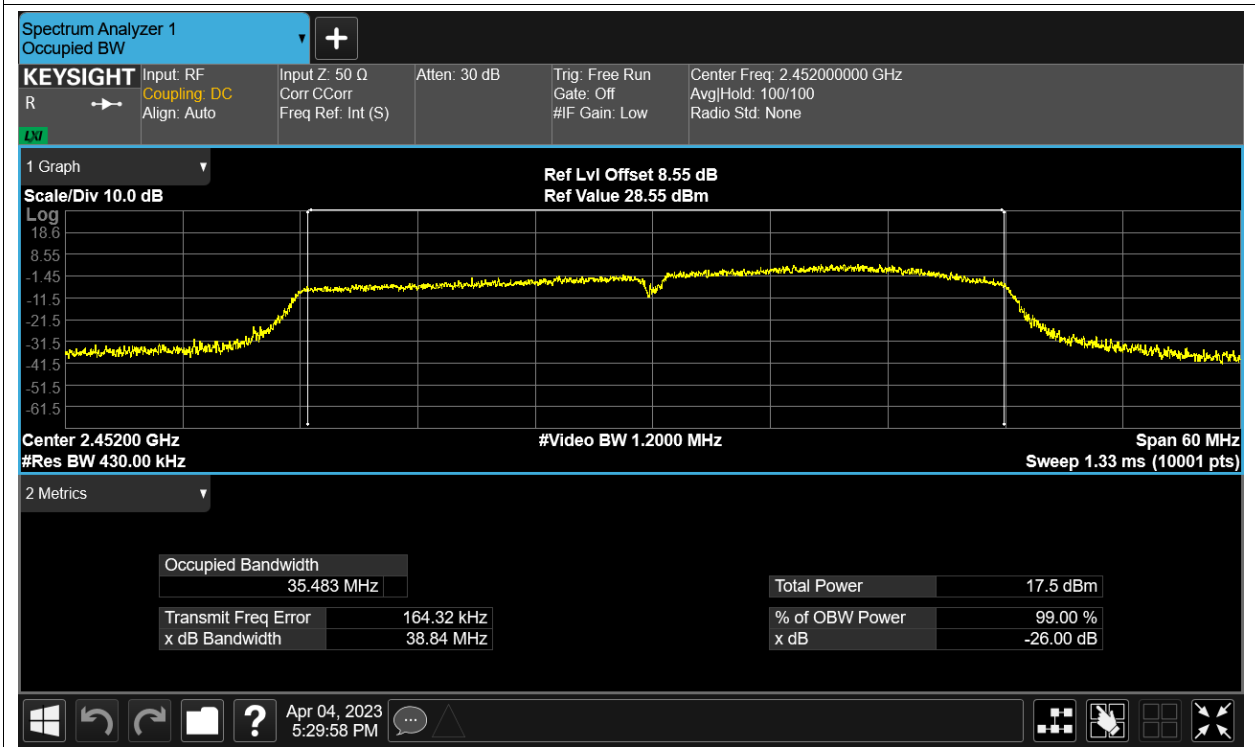 Spectrum Analyzer 1
Occupied BW
KEYSIGHT
R
LXI
Input: RF
Coupling: DC
Align: Auto
Input Z: 50 Ω
Corr CCorr
Freq Ref: Int (S)
Atten: 30 dB
Trig: Free Run
Gate: Off
#IF Gain: Low
Center Freq: 2.452000000 GHz
Avg|Hold: 100/100
Radio Std: None
1 Graph
Scale/Div 10.0 dB
Ref Lvl Offset 8.55 dB
Ref Value 28.55 dBm
Log
18.6
8.55
-1.45
-11.5
-21.5
-31.5
-41.5
-51.5
-61.5
Center 2.45200 GHz
#Video BW 1.2000 MHz
Span 60 MHz
#Res BW 430.00 kHz
Sweep 1.33 ms (10001 pts)
2 Metrics
Occupied Bandwidth
35.483 MHz
Total Power 17.5 dBm
Transmit Freq Error 164.32 kHz
% of OBW Power 99.00 %
x dB Bandwidth 38.84 MHz
x dB -26.00 dB
?
Apr 04, 2023
5:29:58 PM